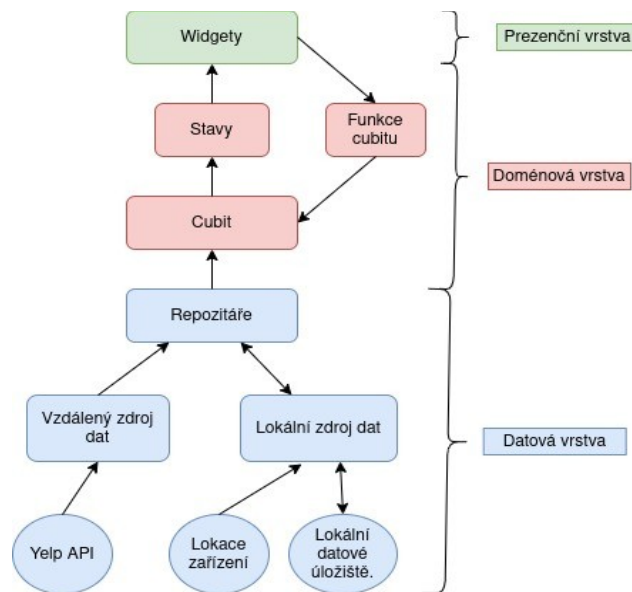 Widgety
Prezenční vrstva
Stavy
Funkce
cubitu
Doménová vrstva
Cubit
Repozitáře
Vzdálený zdroj
dat
Lokální zdroj dat
Datová vrstva
Yelp API
Lokace
zařízení
Lokální
datové
úložiště.